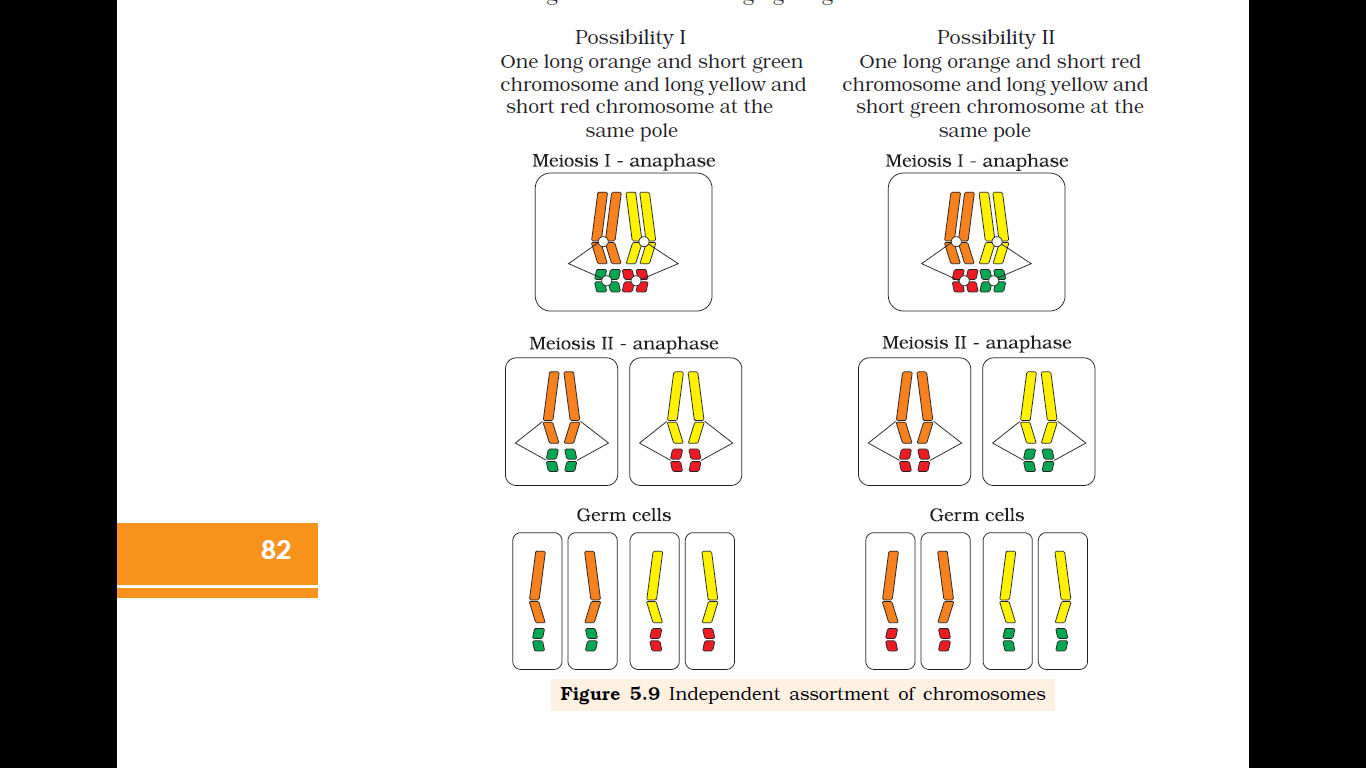 Possibility I
One long orange and short green
chromosome and long yellow and
short red chromosome at the
same pole
Meiosis I - anaphase
Meiosis II - anaphase
Germ cells
Possibility II
One long orange and short red
chromosome and long yellow and
short green chromosome at the
same pole
Meiosis I - anaphase
Meiosis II - anaphase
Germ cells
82
Figure 5.9 Independent assortment of chromosomes